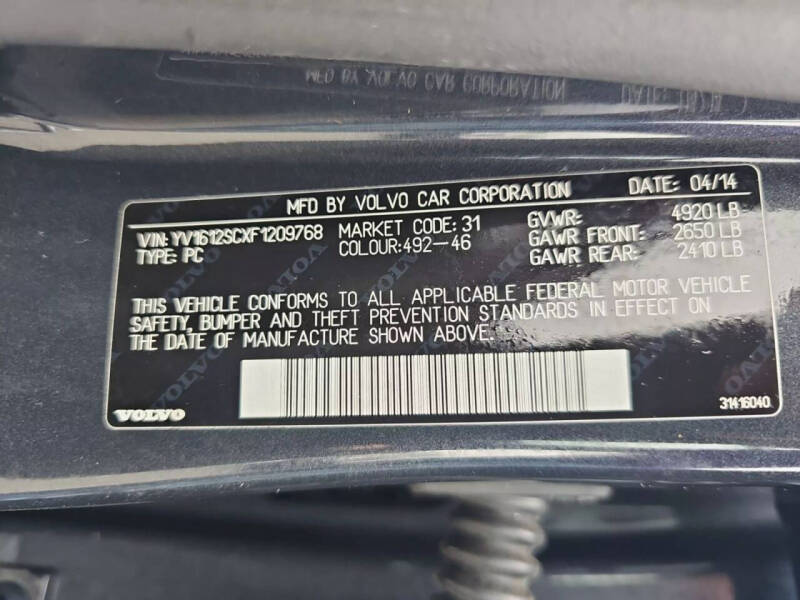 MFD BY VOLVO CAR CORPORATION DATE: 04/14
VIN: YV1612SCXF1209768 MARKET CODE: 31 GVWR: 4920 LB
TYPE: PC COLOUR:492-46 GAWR FRONT: 2650 LB
GAWR REAR: 2410 LB
THIS VEHICLE CONFORMS TO ALL APPLICABLE FEDERAL MOTOR VEHICLE
SAFETY, BUMPER AND THEFT PREVENTION STANDARDS IN EFFECT ON
THE DATE OF MANUFACTURE SHOWN ABOVE.
VOLVO 31416040